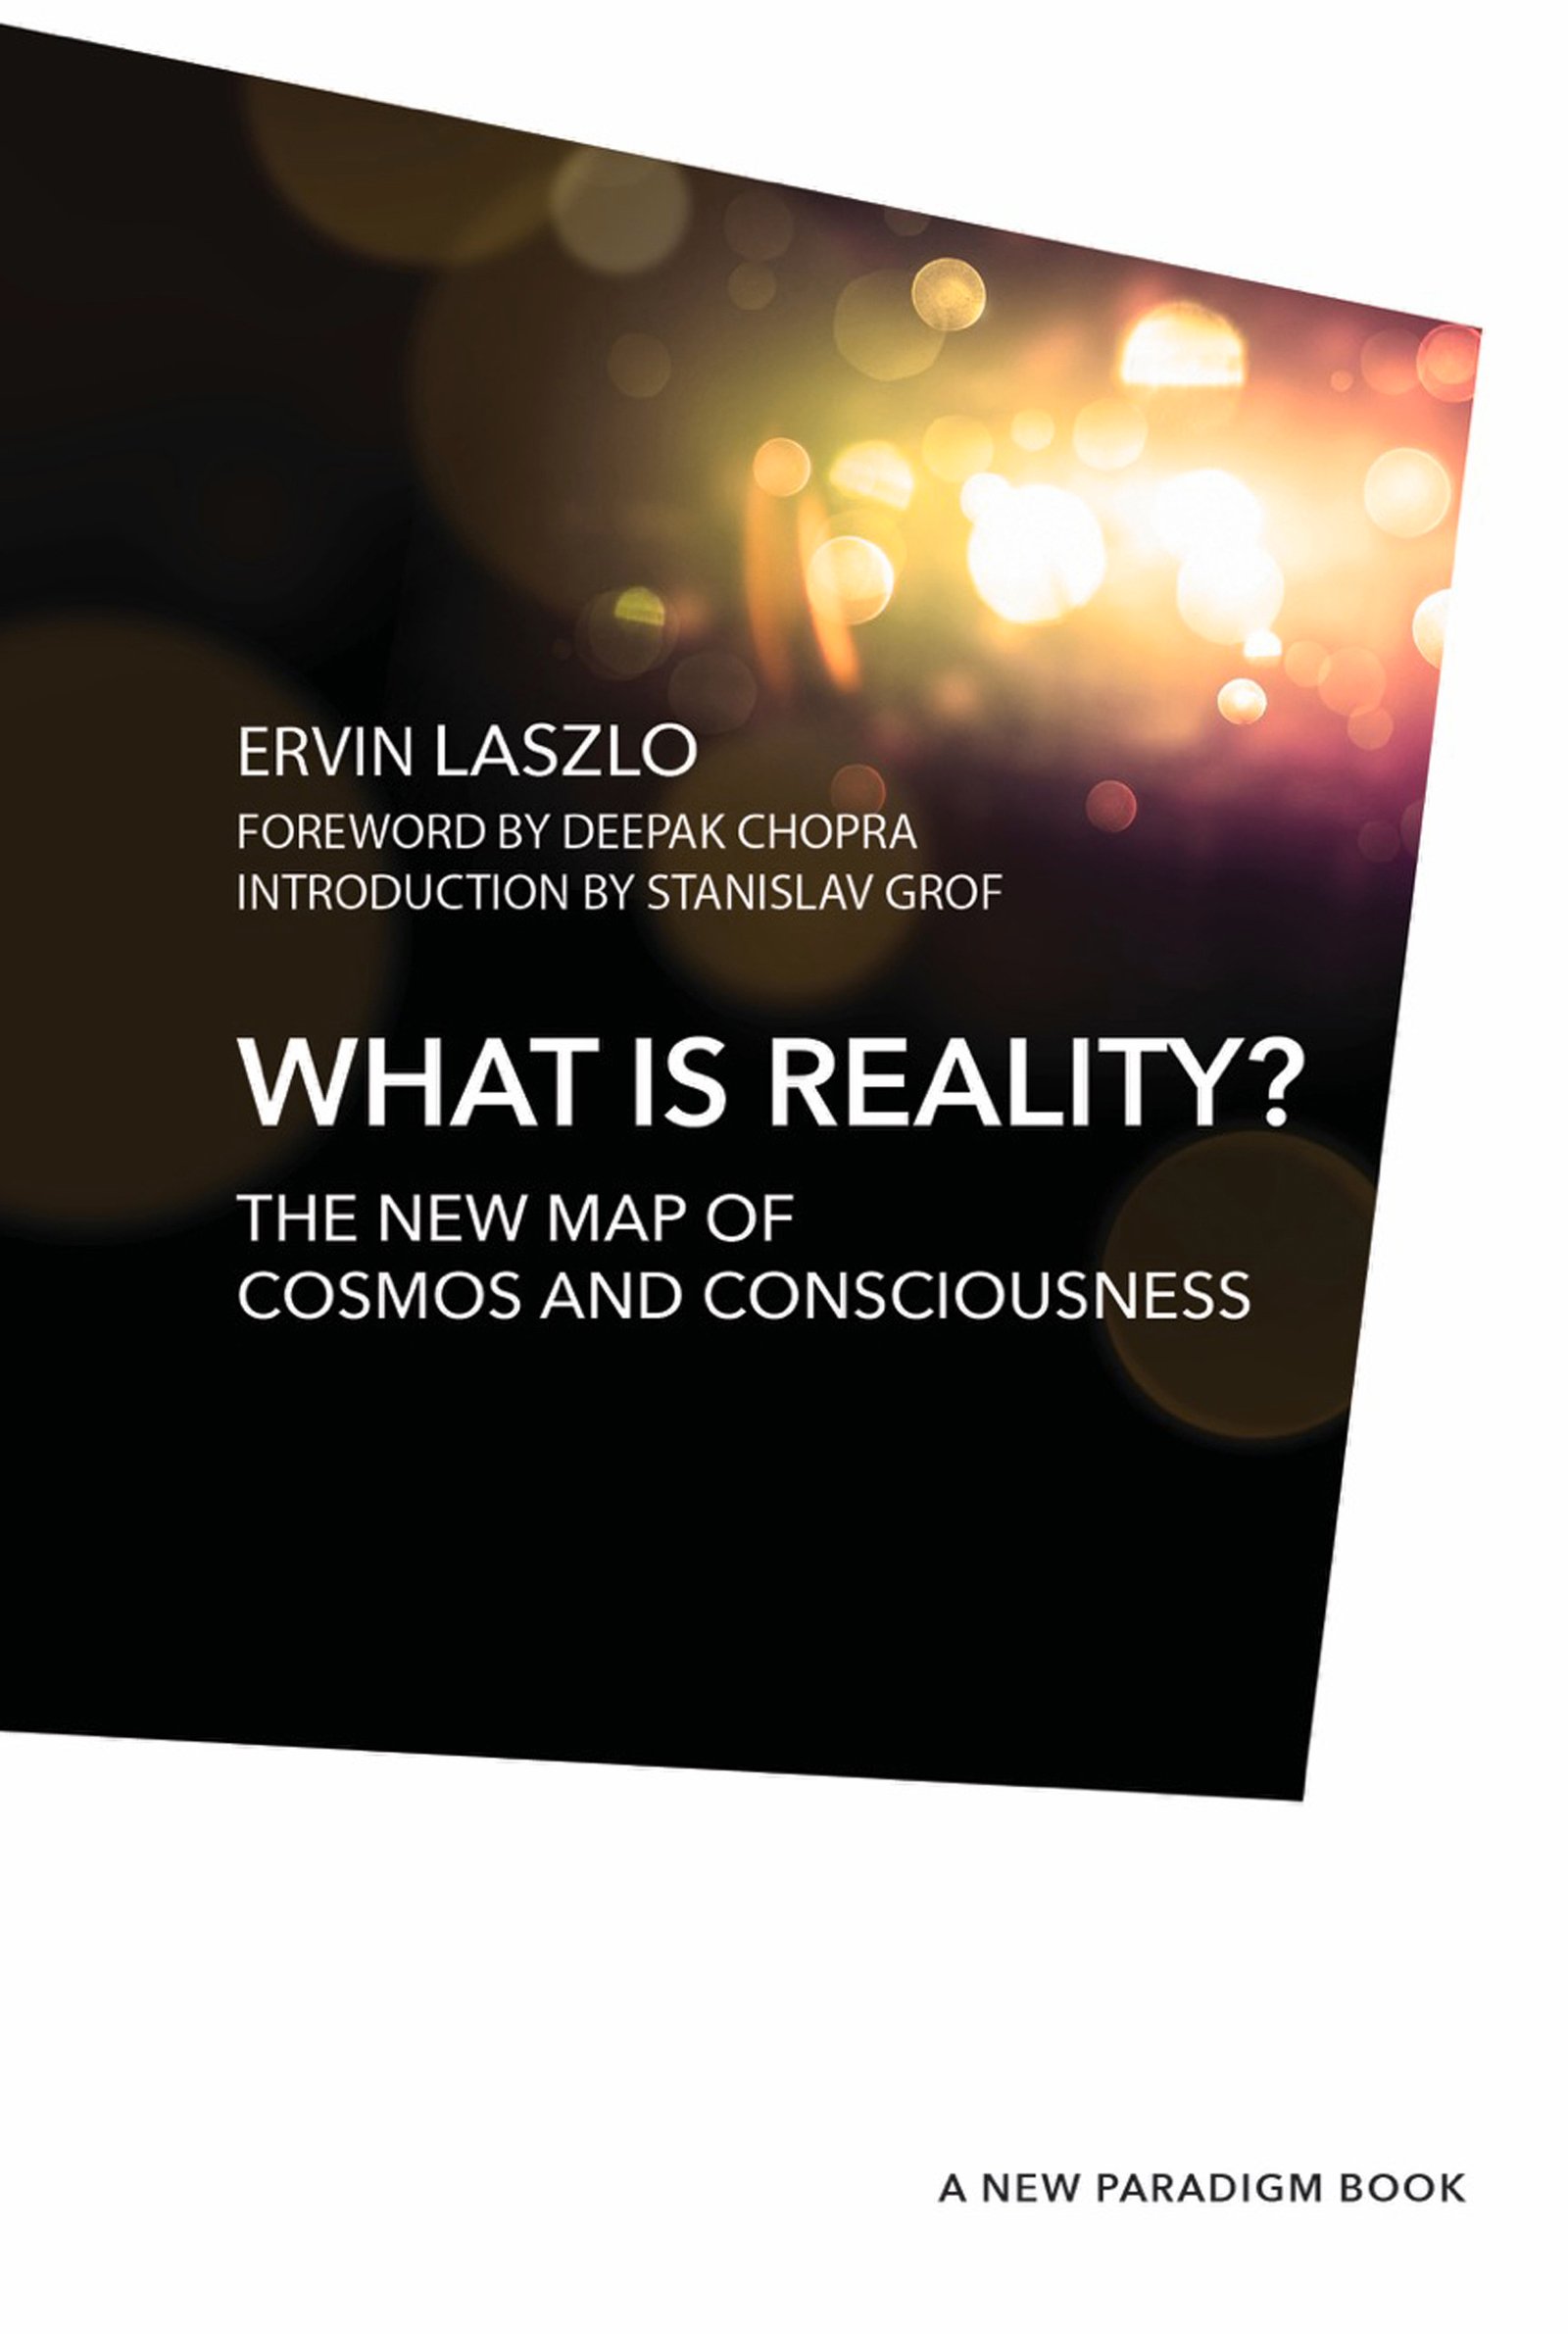 ERVIN LASZLO
FOREWORD BY DEEPAK CHOPRA
INTRODUCTION BY STANISLAV GROF
WHAT IS REALITY?
THE NEW MAP OF
COSMOS AND CONSCIOUSNESS
A NEW PARADIGM BOOK